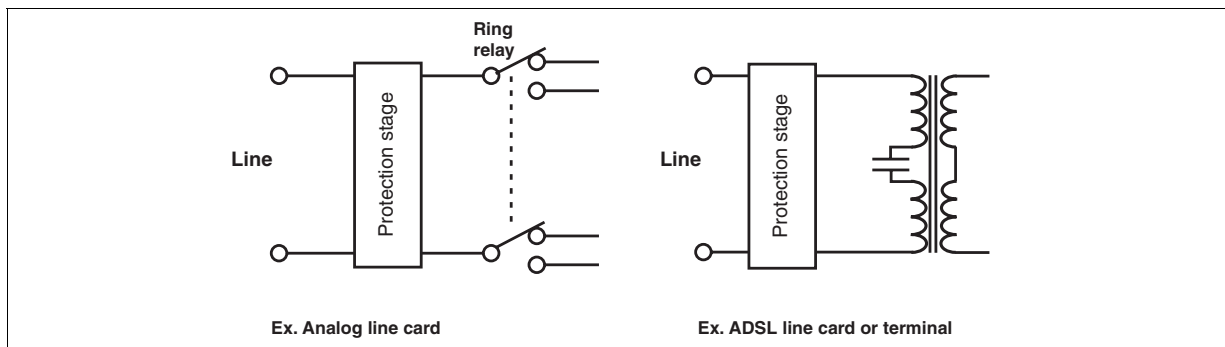 Ring
relay
Line
Protection stage
Ex. Analog line card
Line
Protection stage
Ex. ADSL line card or terminal